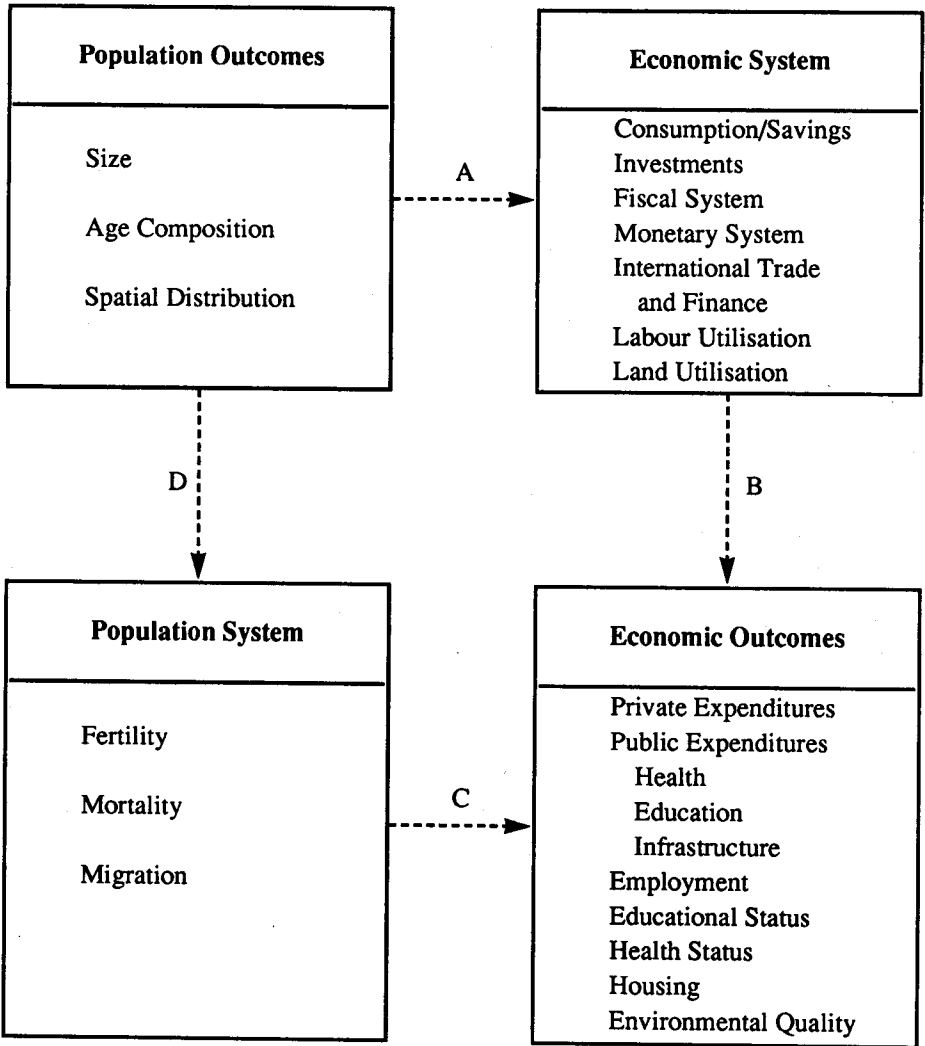 Population Outcomes
Size
Age Composition
Spatial Distribution
A
Economic System
Consumption/Savings
Investments
Fiscal System
Monetary System
International Trade
and Finance
Labour Utilisation
Land Utilisation
D
B
Population System
Fertility
Mortality
Migration
C
Economic Outcomes
Private Expenditures
Public Expenditures
Health
Education
Infrastructure
Employment
Educational Status
Health Status
Housing
Environmental Quality